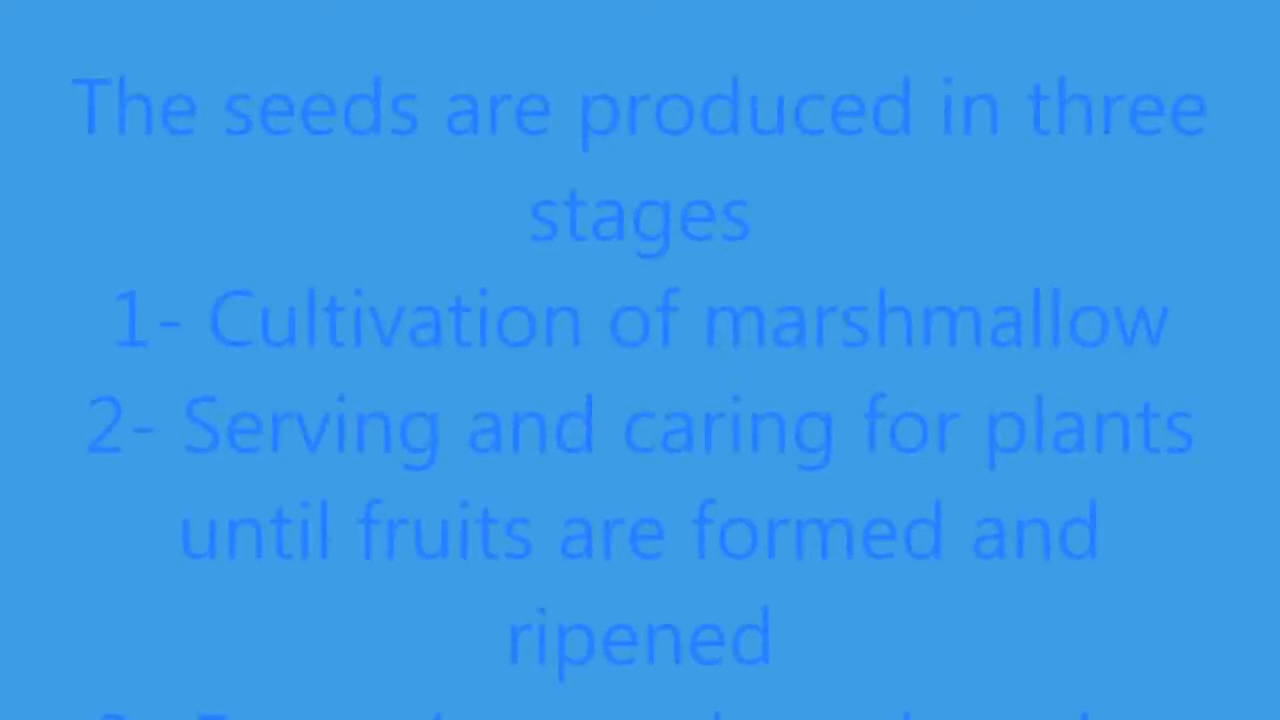 The seeds are produced in three
stages
1- Cultivation of marshmallow
2- Serving and caring for plants
until fruits are formed and
ripened